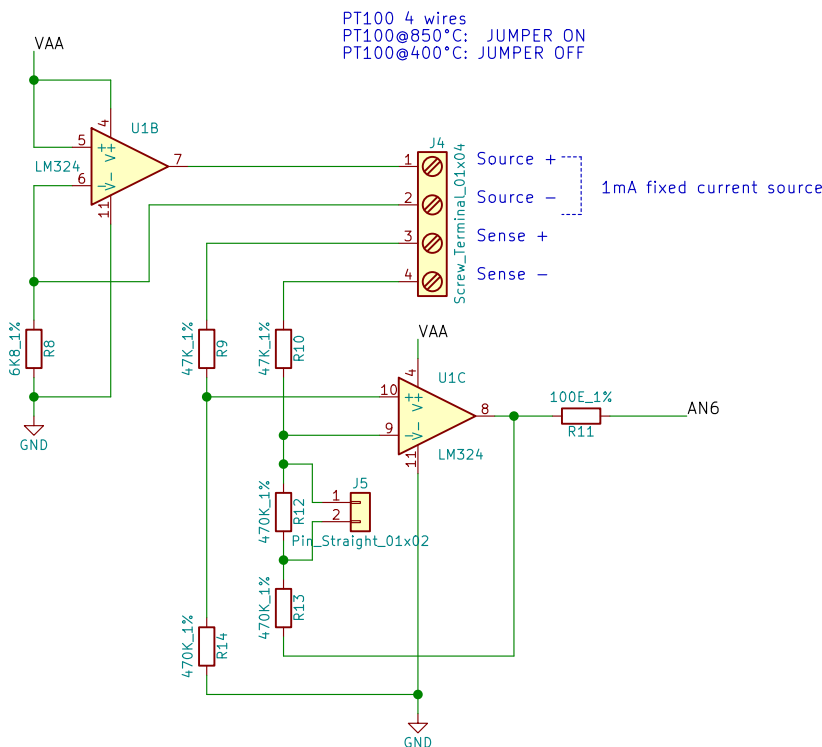 PT100 4 wires
PT100@850°C:  JUMPER ON
PT100@400°C: JUMPER OFF
VAA
4
U1B
5
+
V+
7
LM324
6
−
V-
11
J4
Screw_Terminal_01x04
1
Source +
2
Source −
1mA fixed current source
3
Sense +
4
Sense −
6K8_1%
R8
GND
47K_1%
R9
47K_1%
R10
VAA
4
U1C
10
+
V+
8
9
−
V-
11
LM324
100E_1%
R11
AN6
470K_1%
R12
J5
1
2
Pin_Straight_01x02
470K_1%
R13
470K_1%
R14
GND